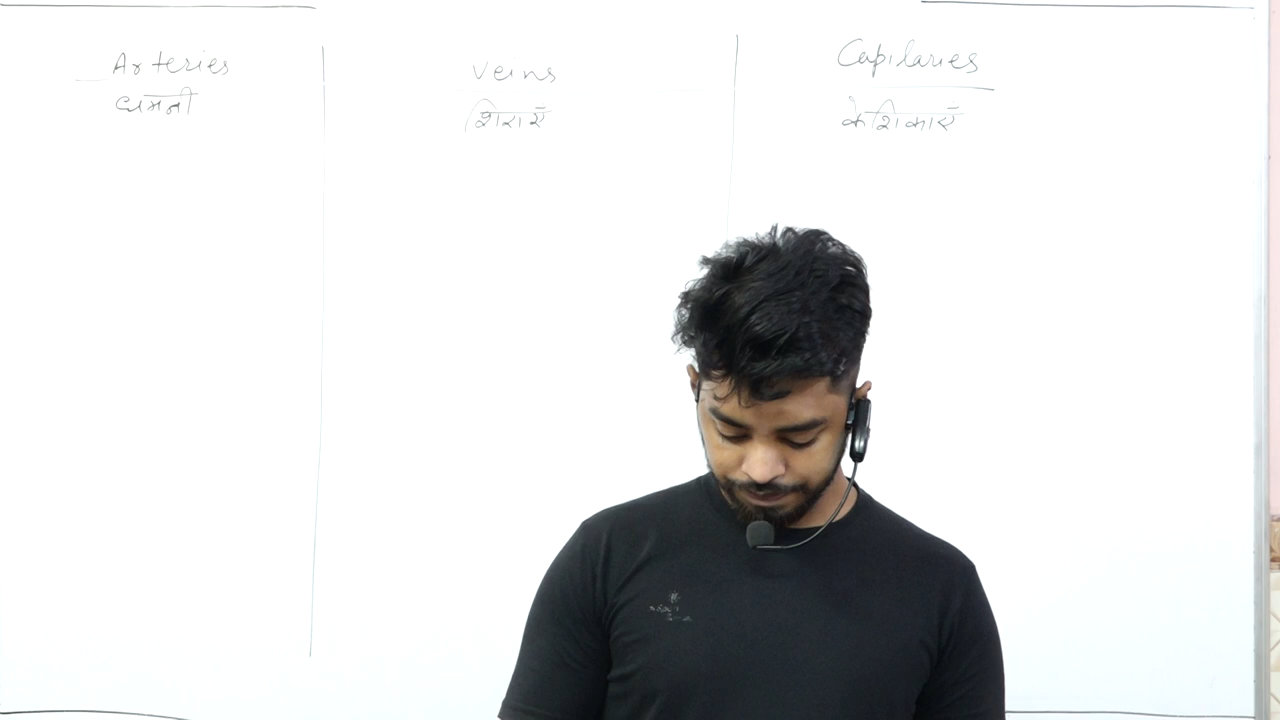 Arteries
धमनी
Veins
शिराएँ
Capilaries
केशिकाएँ